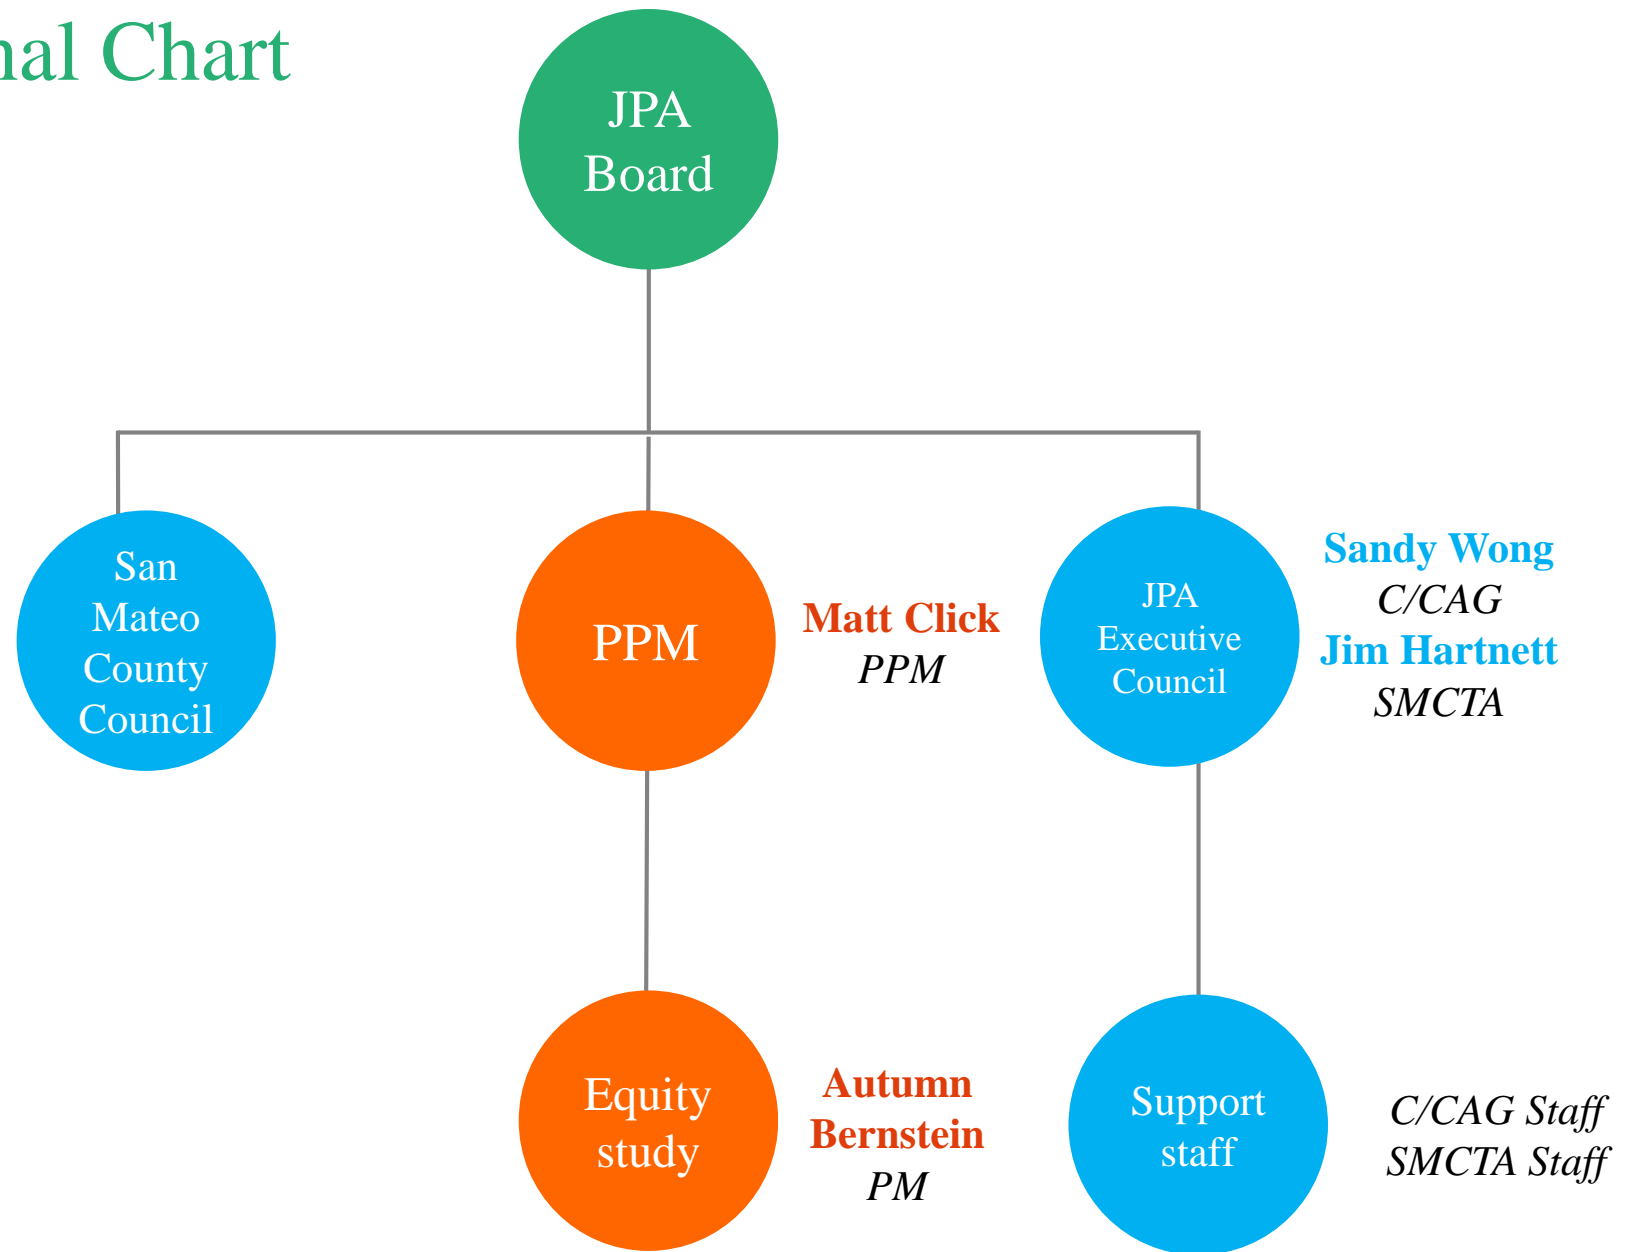 nal Chart
JPA
Board
San
Mateo
County
Council
PPM
Matt Click
PPM
JPA
Executive
Council
Sandy Wong
C/CAG
Jim Hartnett
SMCTA
Equity
study
Autumn
Bernstein
PM
Support
staff
C/CAG Staff
SMCTA Staff